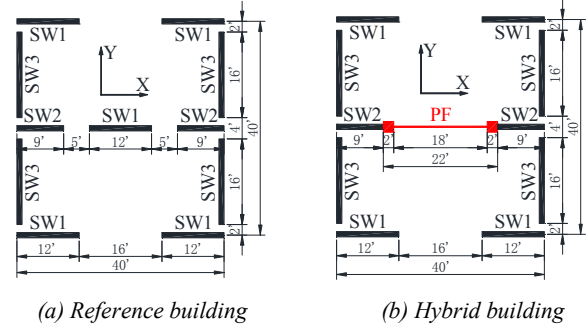 SW1 SW1
2'
Y
SW3 SW3
X
16'
SW2 SW1 SW2
4'
40'
9' 5' 12' 5' 9'
SW3 SW3
16'
SW1 SW1
2'
12' 16' 12'
40'
(a) Reference building
SW1 SW1
2'
Y
SW3 SW3
X
16'
SW2 PF SW2
4'
40'
9' 2' 18' 2' 9'
22'
SW3 SW3
16'
SW1 SW1
2'
12' 16' 12'
40'
(b) Hybrid building